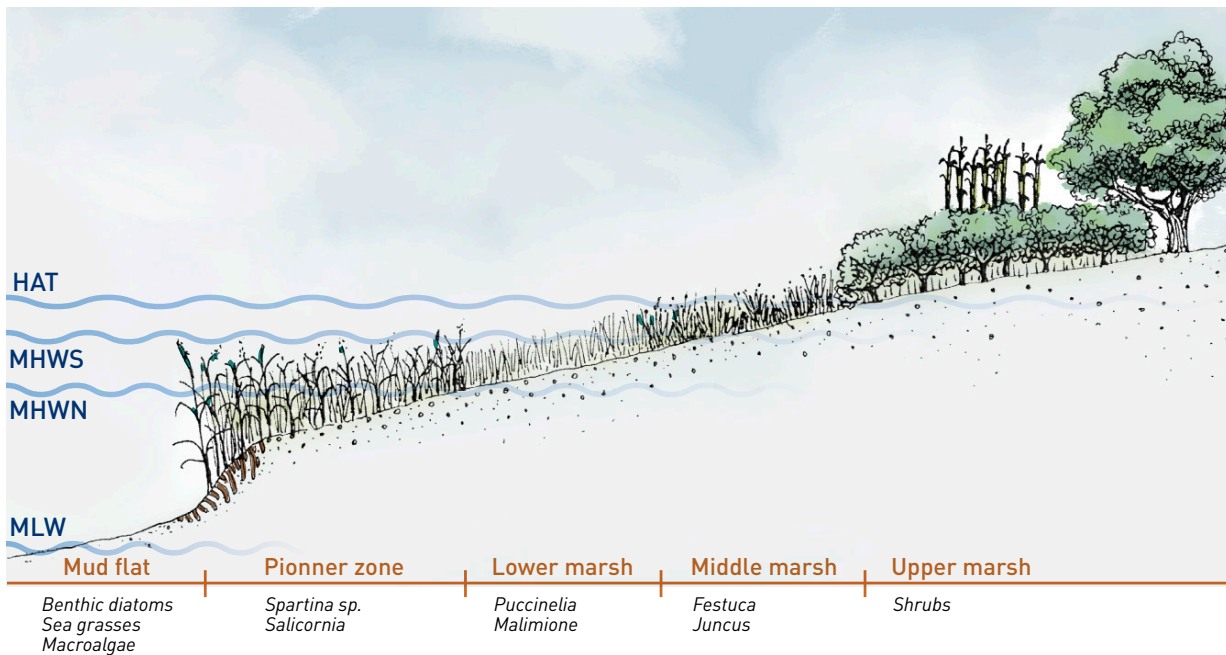 HAT
MHWS
MHWN
MLW
Mud flat
Pionner zone
Lower marsh
Middle marsh
Upper marsh
Benthic diatoms
Sea grasses
Macroalgae
Spartina sp.
Salicornia
Puccinelia
Malimione
Festuca
Juncus
Shrubs